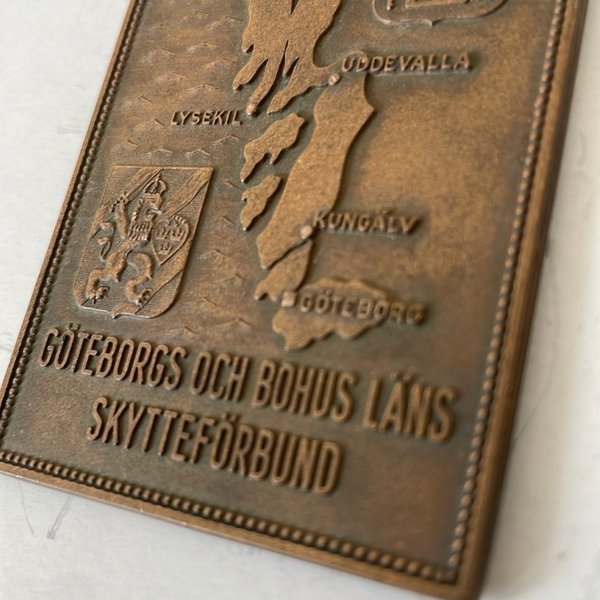 UDDEVALLA
LYSEKIL
KUNGÄLV
GÖTEBORG
GÖTEBORGS OCH BOHUS LÄNS
SKYTTEFÖRBUND